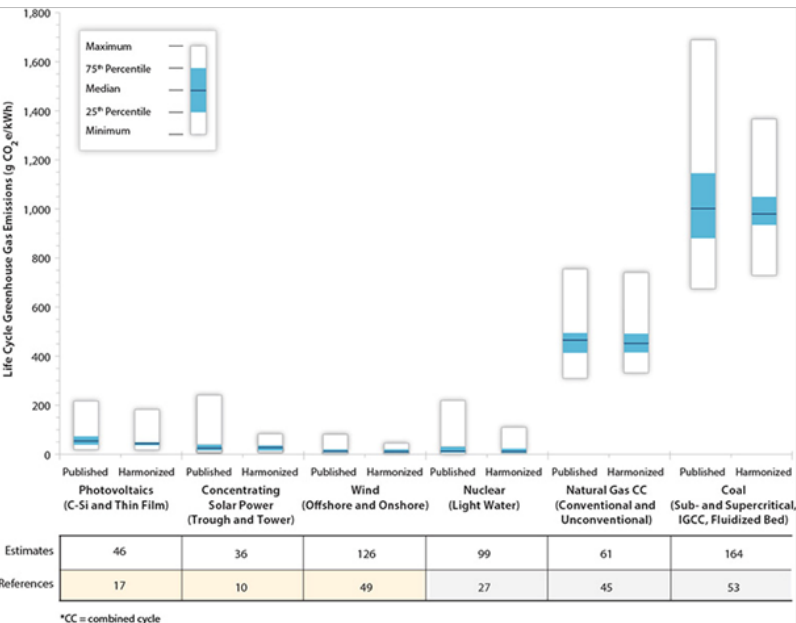 1,800
1,600
1,400
1,200
1,000
800
600
400
200
0
Life Cycle Greenhouse Gas Emissions (g CO2e/kWh)
Maximum
75th Percentile
Median
25th Percentile
Minimum
Published Harmonized Published Harmonized Published Harmonized Published Harmonized Published Harmonized Published Harmonized
Photovoltaics
(C-Si and Thin Film)
Concentrating
Solar Power
(Trough and Tower)
Wind
(Offshore and Onshore)
Nuclear
(Light Water)
Natural Gas CC
(Conventional and
Unconventional)
Coal
(Sub- and Supercritical,
IGCC, Fluidized Bed)
Estimates 46 36 126 99 61 164
References 17 10 49 27 45 53
*CC = combined cycle